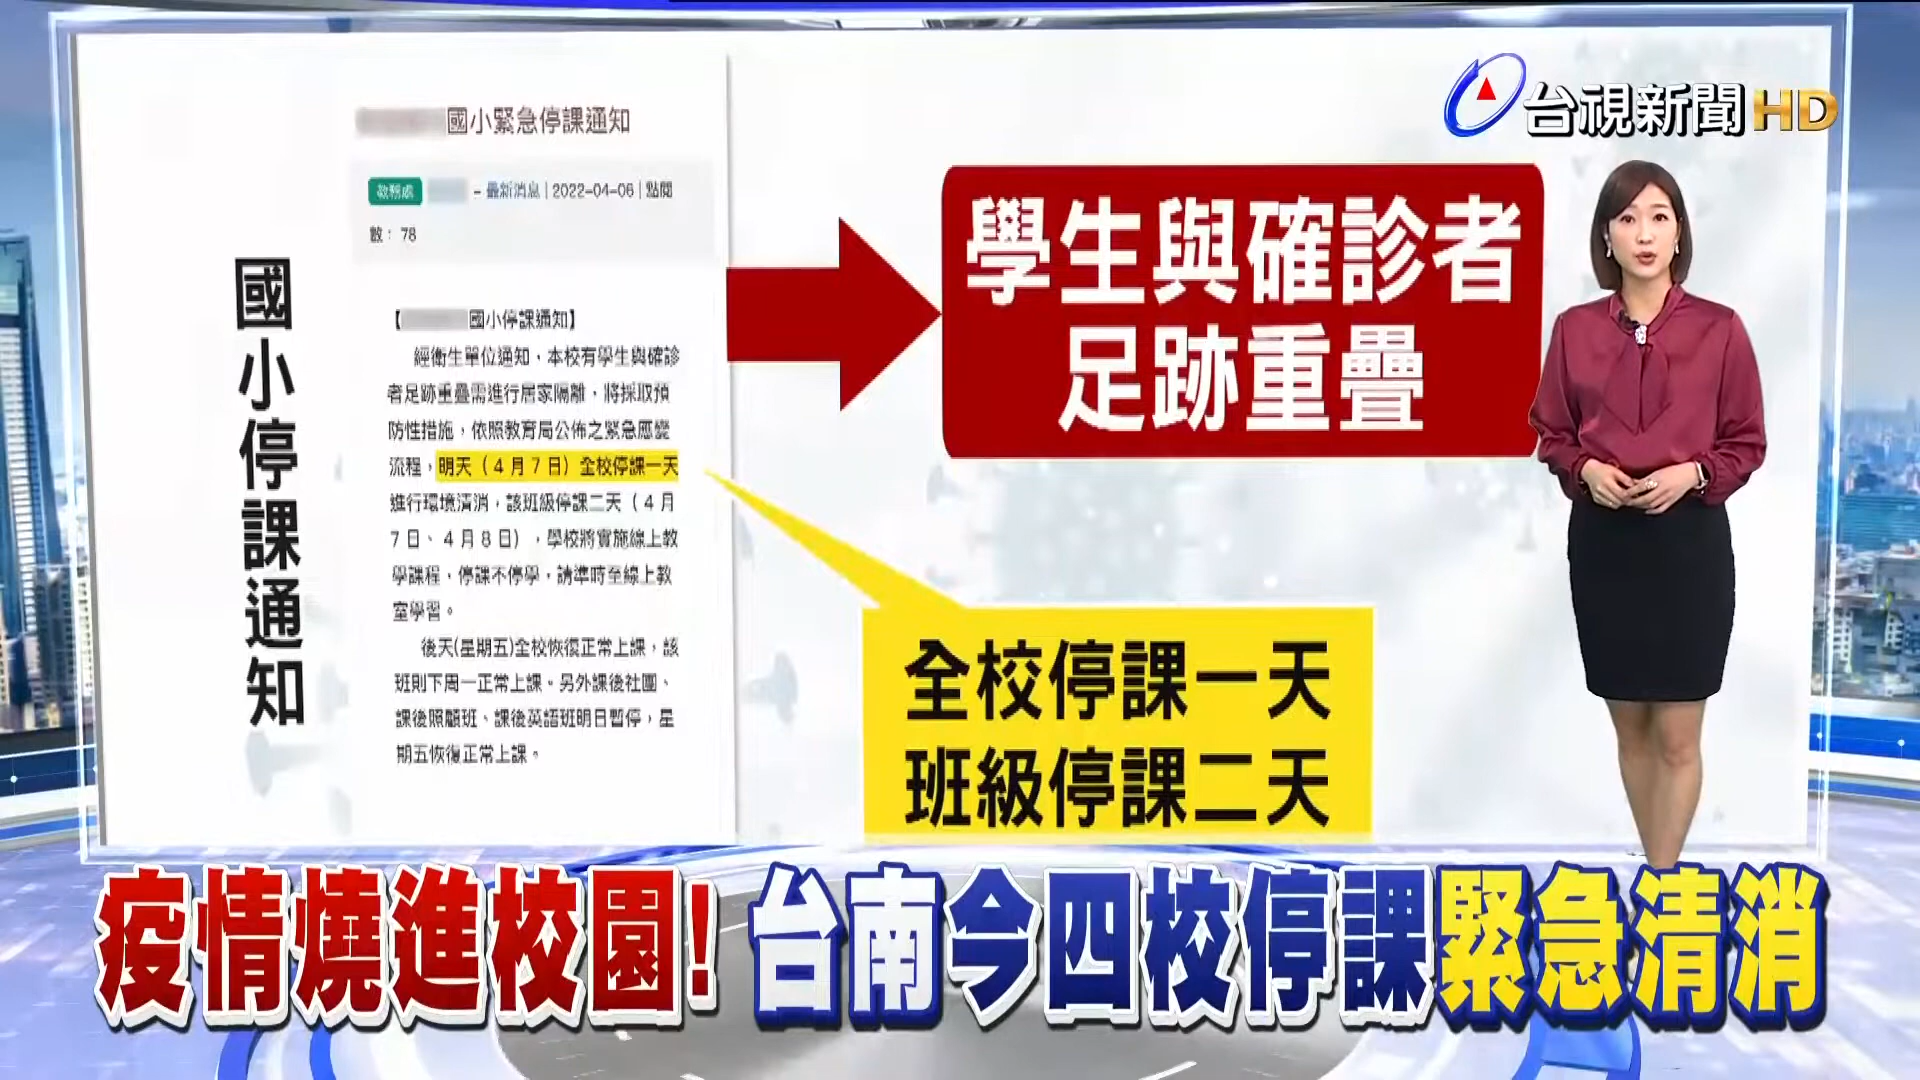 台視新聞HD
國小停課通知
國小緊急停課通知
教務處 - 最新消息 | 2022-04-06 | 點閱
數: 78
【 國小停課通知】
經衛生單位通知,本校有學生與確診
者足跡重疊需進行居家隔離,將採取預
防性措施,依照教育局公佈之緊急應變
流程,明天(4月7日)全校停課一天
進行環境清消,該班級停課二天(4月
7日、4月8日),學校將實施線上教
學課程,停課不停學,請準時至線上教
室學習。
後天(星期五)全校恢復正常上課,該
班則下周一正常上課。另外課後社團、
課後照顧班、課後英語班明日暫停,星
期五恢復正常上課。
學生與確診者
足跡重疊
全校停課一天
班級停課二天
疫情燒進校園! 台南今四校停課緊急清消